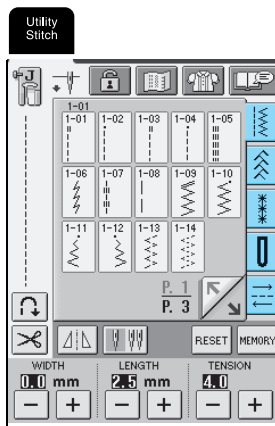 Utility
Stitch
J
1-01
1-01 1-02 1-03 1-04 1-05
1-06 1-07 1-08 1-09 1-10
1-11 1-12 1-13 1-14
P. 1
P. 3
RESET MEMORY
WIDTH LENGTH TENSION
0.0 mm 2.5 mm 4.0
− + − + − +